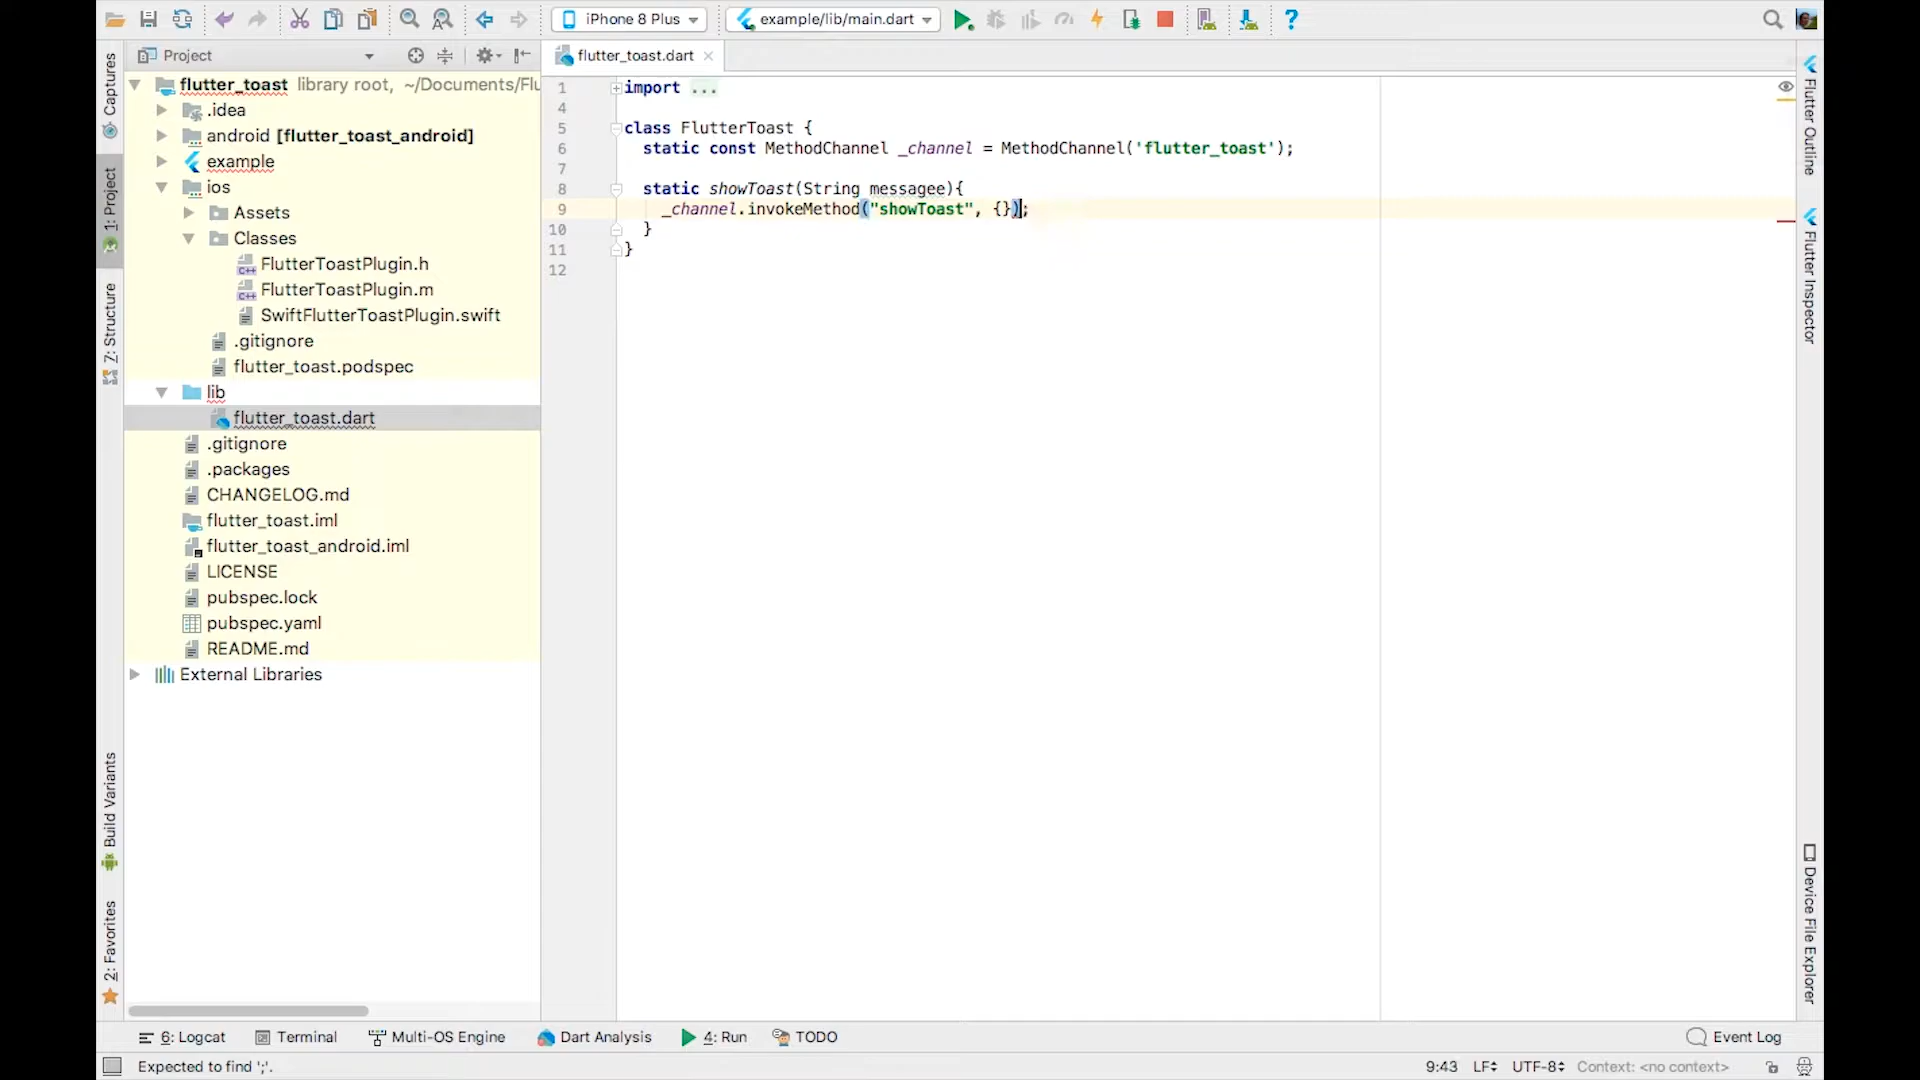 iPhone 8 Plus
example/lib/main.dart
?
Project
flutter_toast.dart
Captures
1: Project
Z: Structure
Build Variants
2: Favorites
flutter_toast library root, ~/Documents/Flu
.idea
android [flutter_toast_android]
example
ios
Assets
Classes
FlutterToastPlugin.h
FlutterToastPlugin.m
SwiftFlutterToastPlugin.swift
.gitignore
flutter_toast.podspec
lib
flutter_toast.dart
.gitignore
.packages
CHANGELOG.md
flutter_toast.iml
flutter_toast_android.iml
LICENSE
pubspec.lock
pubspec.yaml
README.md
External Libraries
1 import ...
4
5 class FlutterToast {
6 static const MethodChannel _channel = MethodChannel('flutter_toast');
7
8 static showToast(String messagee){
9 _channel.invokeMethod("showToast", {});
10 }
11 }
12
Flutter Outline
Flutter Inspector
Device File Explorer
6: Logcat
Terminal
Multi-OS Engine
Dart Analysis
4: Run
TODO
Event Log
Expected to find ';'.
9:43
LF
UTF-8
Context: <no context>